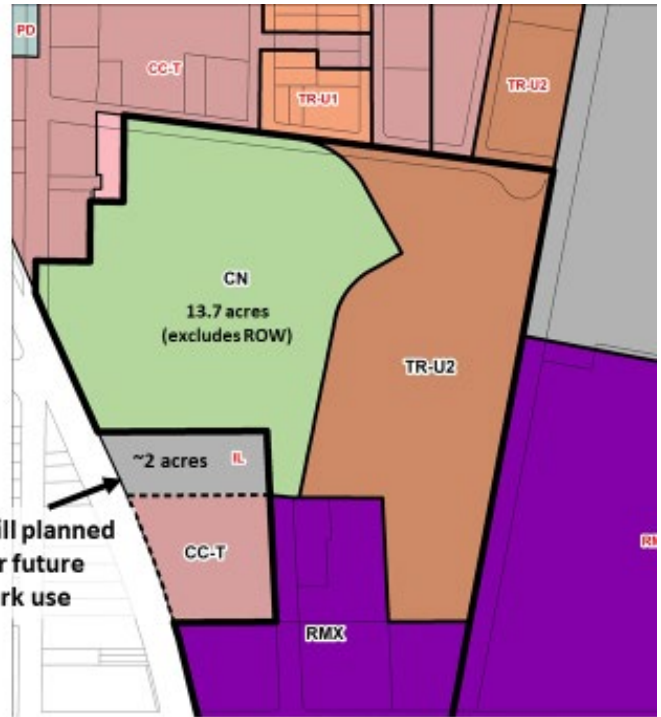 PD
CC-T
TR-U1
TR-U2
CN
13.7 acres
(excludes ROW)
TR-U2
~2 acres IL
ill planned
r future
rk use
CC-T
RMX